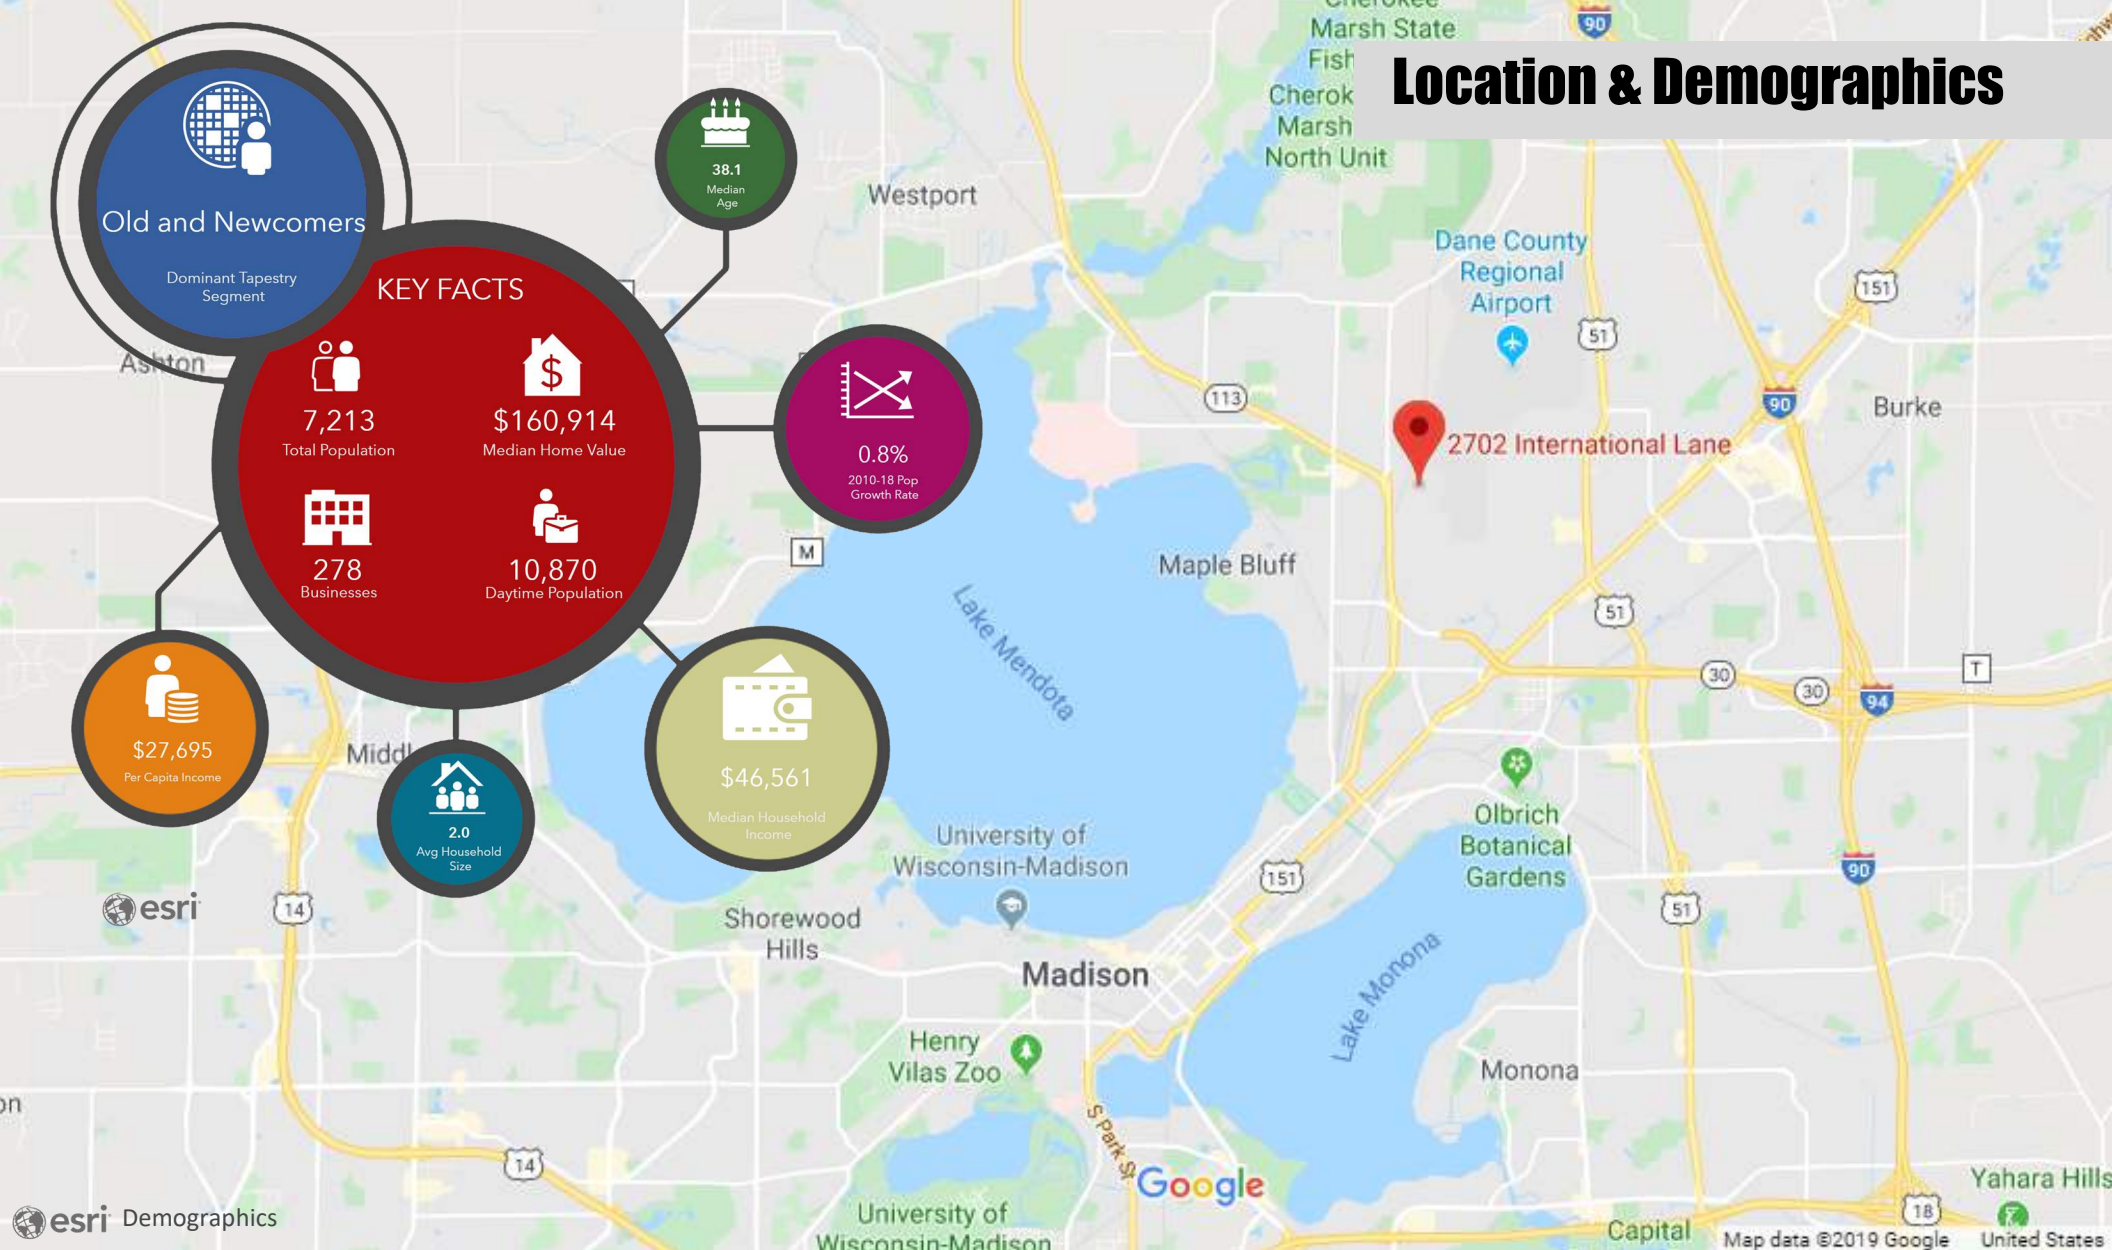 Location & Demographics
Old and Newcomers
Dominant Tapestry
Segment
KEY FACTS
7,213
Total Population
$160,914
Median Home Value
278
Businesses
10,870
Daytime Population
38.1
Median
Age
0.8%
2010-18 Pop
Growth Rate
$27,695
Per Capita Income
2.0
Avg Household
Size
$46,561
Median Household
Income
esri
esri Demographics
Marsh State
Fish
Cherok
Marsh
North Unit
90
Westport
Dane County
Regional
Airport
151
51
Ashton
113
90
Burke
2702 International Lane
M
Maple Bluff
51
Lake Mendota
30
30
94
T
Middl
Olbrich
Botanical
Gardens
University of
Wisconsin-Madison
151
90
14
51
Shorewood
Hills
Madison
Lake Monona
Henry
Vilas Zoo
Monona
on
S Park St
14
Google
Yahara Hills
18
University of
Wisconsin-Madison
Capital
Map data ©2019 Google
United States